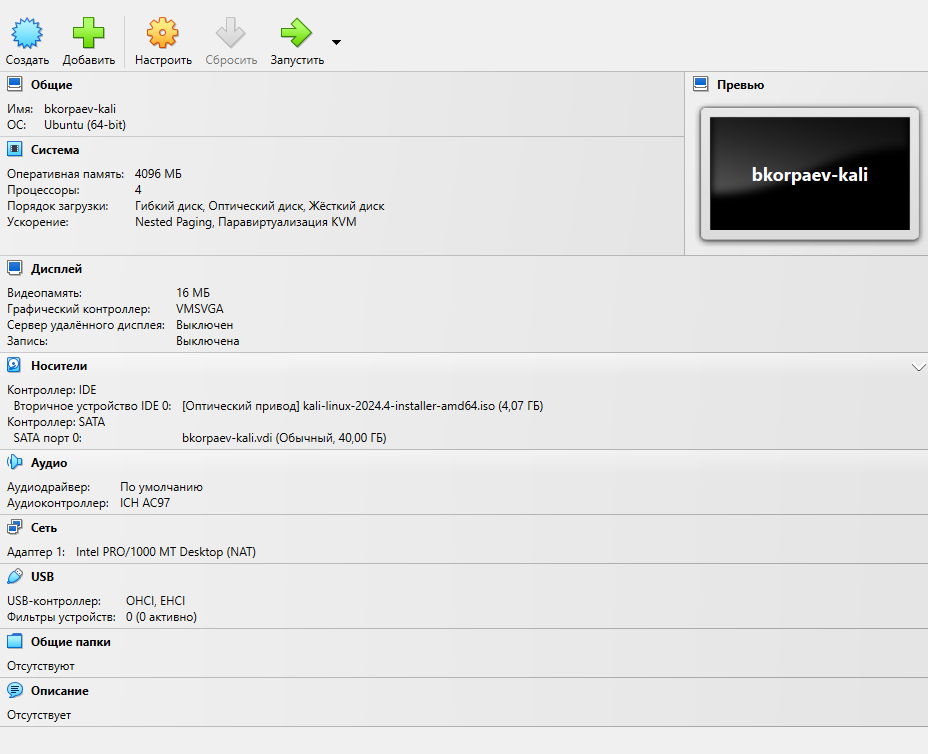 Создать Добавить Настроить Сбросить Запустить
Общие
Имя: bkorpaev-kali
ОС: Ubuntu (64-bit)
Превью
bkorpaev-kali
Система
Оперативная память: 4096 МБ
Процессоры: 4
Порядок загрузки: Гибкий диск, Оптический диск, Жёсткий диск
Ускорение: Nested Paging, Паравиртуализация KVM
Дисплей
Видеопамять: 16 МБ
Графический контроллер: VMSVGA
Сервер удалённого дисплея: Выключен
Запись: Выключена
Носители
Контроллер: IDE
Вторичное устройство IDE 0: [Оптический привод] kali-linux-2024.4-installer-amd64.iso (4,07 ГБ)
Контроллер: SATA
SATA порт 0: bkorpaev-kali.vdi (Обычный, 40,00 ГБ)
Аудио
Аудиодрайвер: По умолчанию
Аудиоконтроллер: ICH AC97
Сеть
Адаптер 1: Intel PRO/1000 MT Desktop (NAT)
USB
USB-контроллер: OHCI, EHCI
Фильтры устройств: 0 (0 активно)
Общие папки
Отсутствуют
Описание
Отсутствует